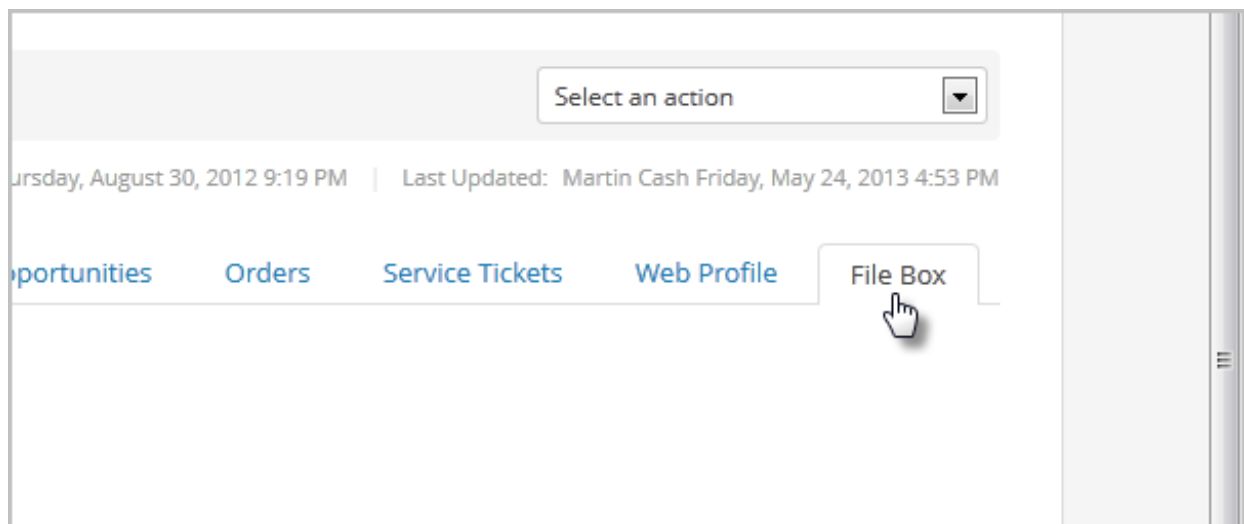 Select an action
ursday, August 30, 2012 9:19 PM | Last Updated: Martin Cash Friday, May 24, 2013 4:53 PM
pportunities Orders Service Tickets Web Profile File Box